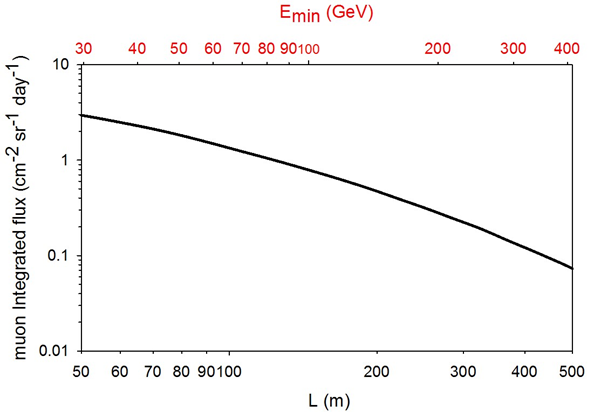 E_min (GeV)
30 40 50 60 70 80 90 100 200 300 400
muon Integrated flux (cm⁻² sr⁻¹ day⁻¹)
10
1
0.1
0.01
50 60 70 80 90 100 200 300 400 500
L (m)